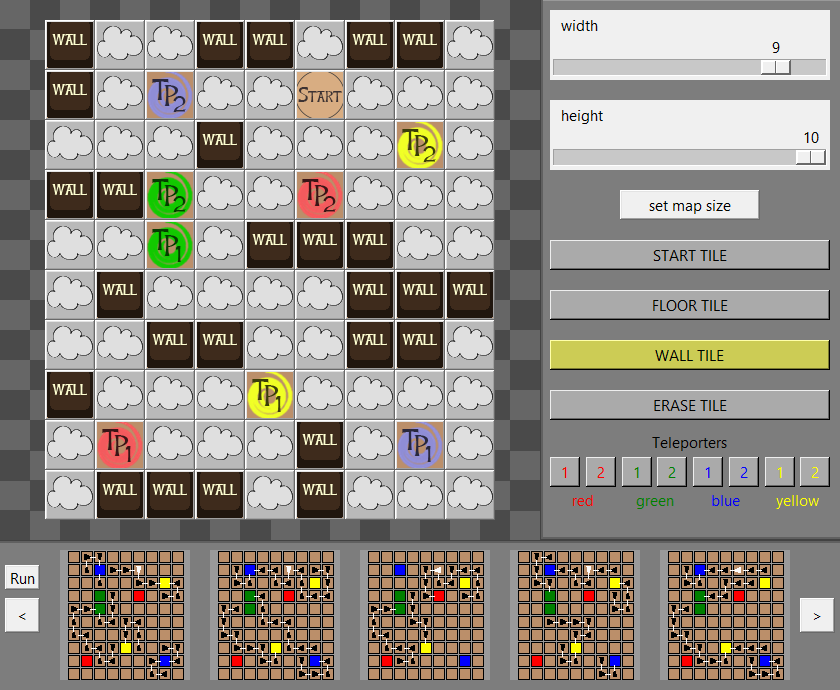 WALL WALL WALL WALL WALL
WALL TP2 START
WALL TP2
WALL WALL TP2 TP2
TP1 WALL WALL WALL
WALL WALL WALL WALL
WALL WALL WALL WALL
WALL TP1
TP1 WALL TP1
WALL WALL WALL WALL
width
9
height
10
set map size
START TILE
FLOOR TILE
WALL TILE
ERASE TILE
Teleporters
1 2 1 2 1 2 1 2
red green blue yellow
Run
<
>